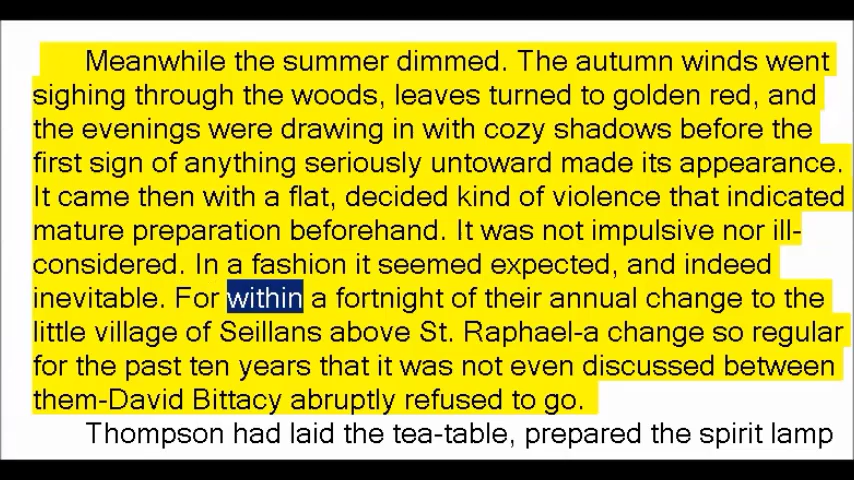 Meanwhile the summer dimmed. The autumn winds went
sighing through the woods, leaves turned to golden red, and
the evenings were drawing in with cozy shadows before the
first sign of anything seriously untoward made its appearance.
It came then with a flat, decided kind of violence that indicated
mature preparation beforehand. It was not impulsive nor ill-
considered. In a fashion it seemed expected, and indeed
inevitable. For within a fortnight of their annual change to the
little village of Seillans above St. Raphael-a change so regular
for the past ten years that it was not even discussed between
them-David Bittacy abruptly refused to go.
Thompson had laid the tea-table, prepared the spirit lamp